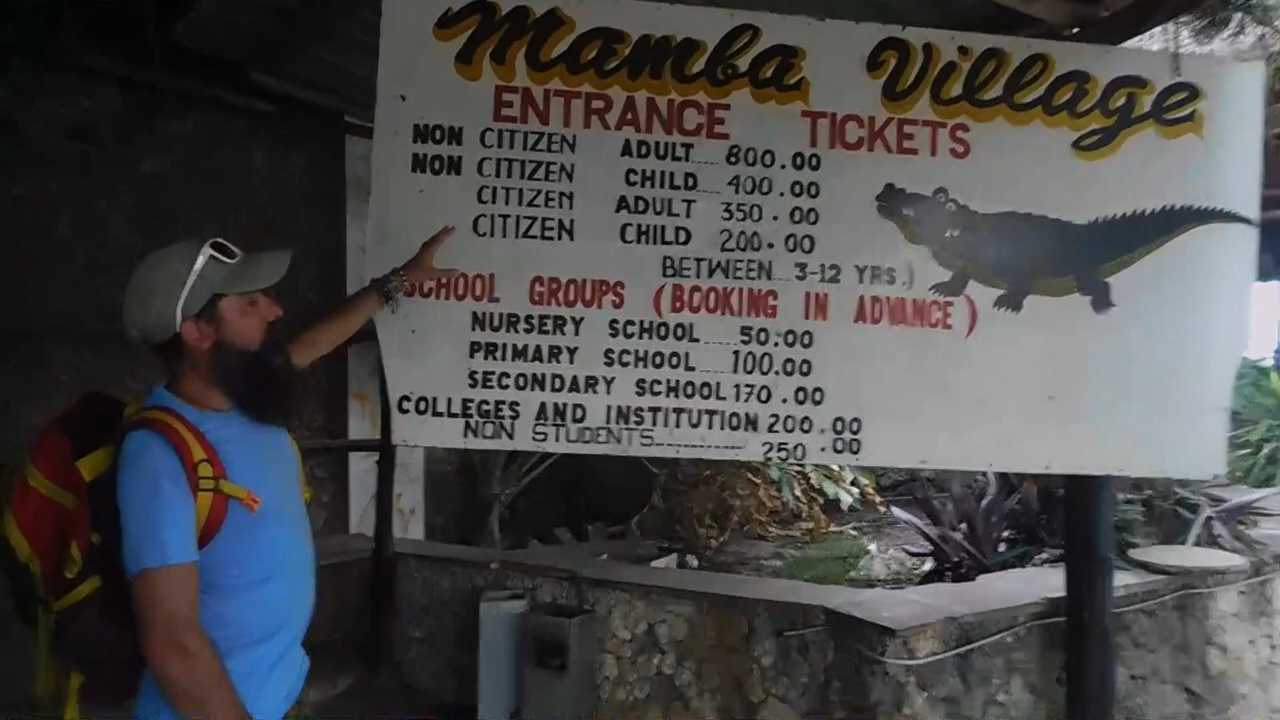 Mamba Village
ENTRANCE TICKETS
NON CITIZEN ADULT.... 800.00
NON CITIZEN CHILD.... 400.00
CITIZEN ADULT 350.00
CITIZEN CHILD 200.00
BETWEEN... 3-12 YRS.)
SCHOOL GROUPS (BOOKING IN ADVANCE)
NURSERY SCHOOL.....50:00
PRIMARY SCHOOL.....100.00
SECONDARY SCHOOL 170.00
COLLEGES AND INSTITUTION 200.00
NON STUDENTS............. 250.00